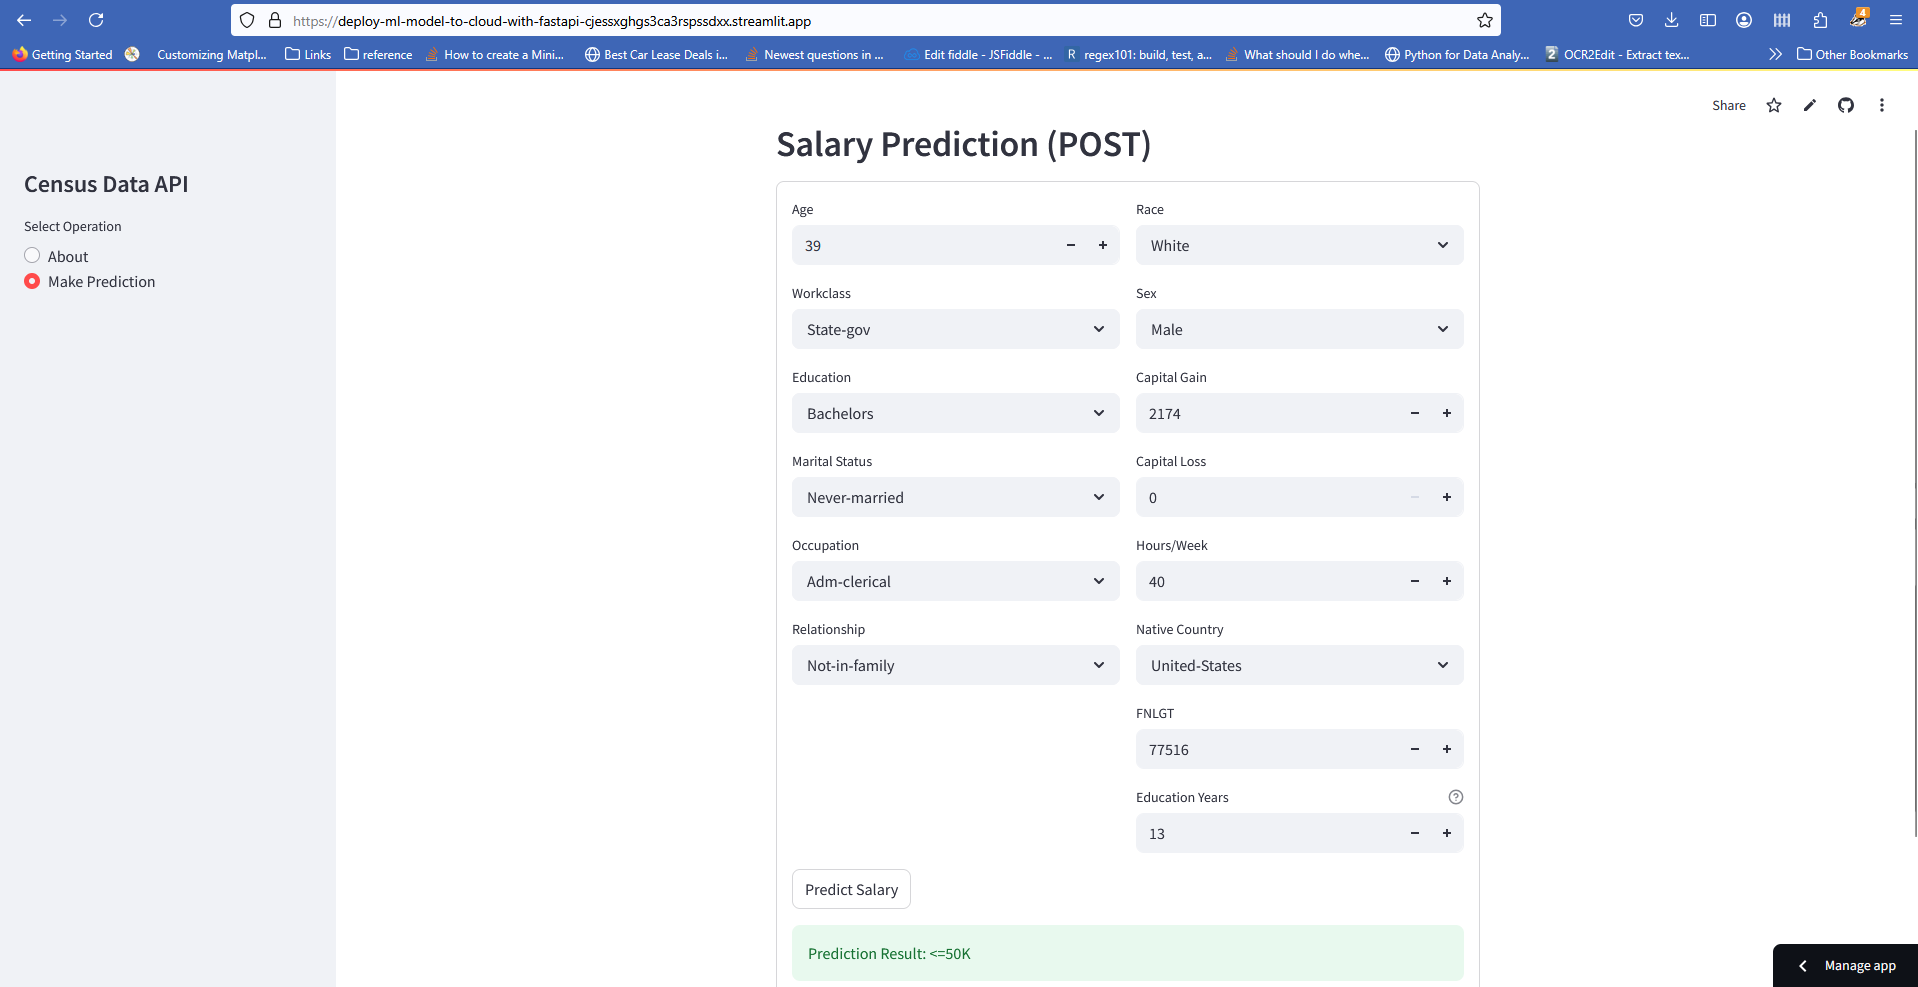 https://deploy-ml-model-to-cloud-with-fastapi-cjessxghgs3ca3rspssdxx.streamlit.app
4
Getting Started Customizing Matpl... Links reference How to create a Mini... Best Car Lease Deals i... Newest questions in ... Edit fiddle - JSFiddle - ... R regex101: build, test, a... What should I do whe... Python for Data Analy... 2 OCR2Edit - Extract tex... Other Bookmarks
Share
Census Data API
Select Operation
About
Make Prediction
Salary Prediction (POST)
Age
39
Workclass
State-gov
Education
Bachelors
Marital Status
Never-married
Occupation
Adm-clerical
Relationship
Not-in-family
Race
White
Sex
Male
Capital Gain
2174
Capital Loss
0
Hours/Week
40
Native Country
United-States
FNLGT
77516
Education Years
13
Predict Salary
Prediction Result: <=50K
Manage app